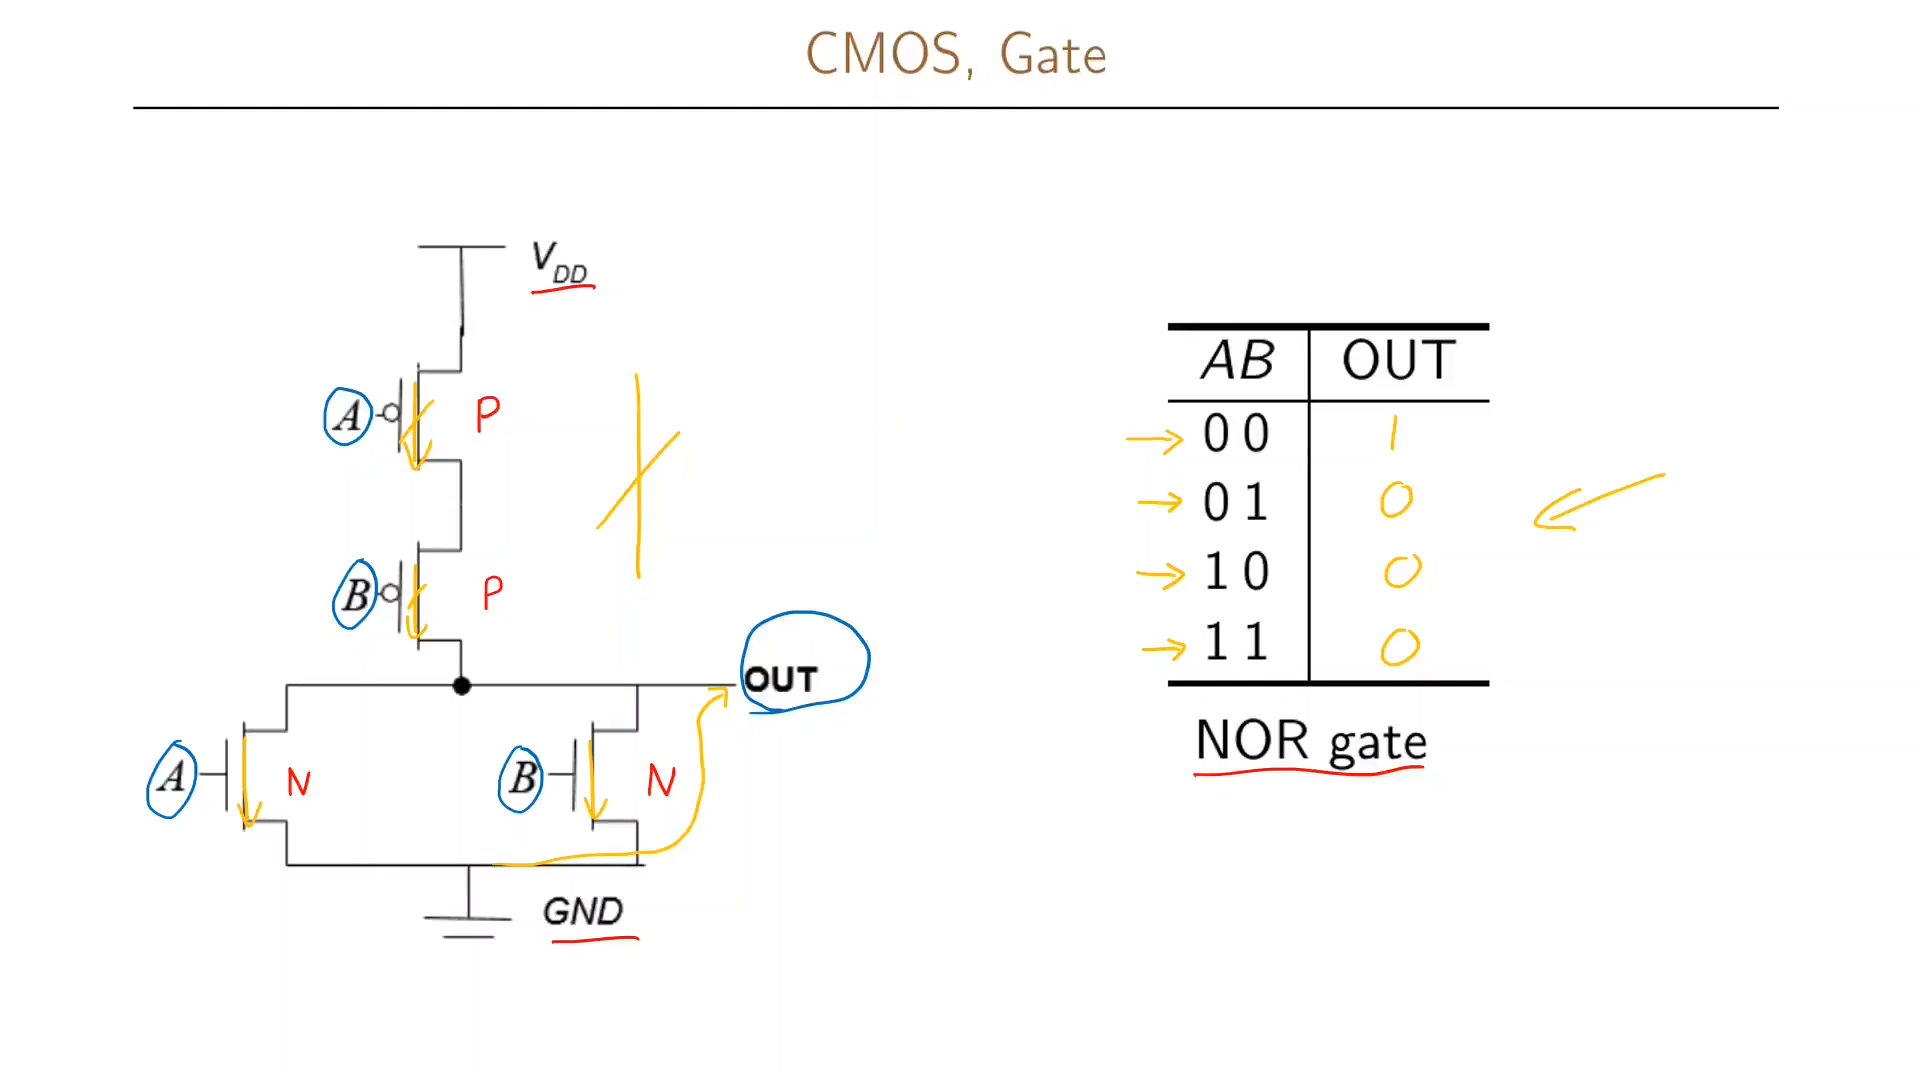 CMOS, Gate
V_DD
A P
B P
OUT
A N B N
GND
AB OUT
0 0 1
0 1 0
1 0 0
1 1 0
NOR gate